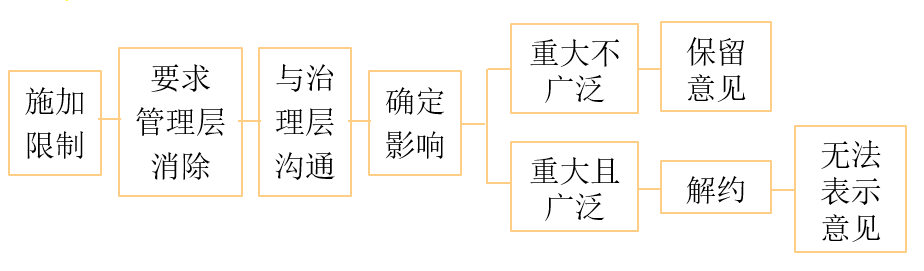 施加
限制
要求
管理层
消除
与治
理层
沟通
确定
影响
重大不
广泛
保留
意见
重大且
广泛
解约
无法
表示
意见